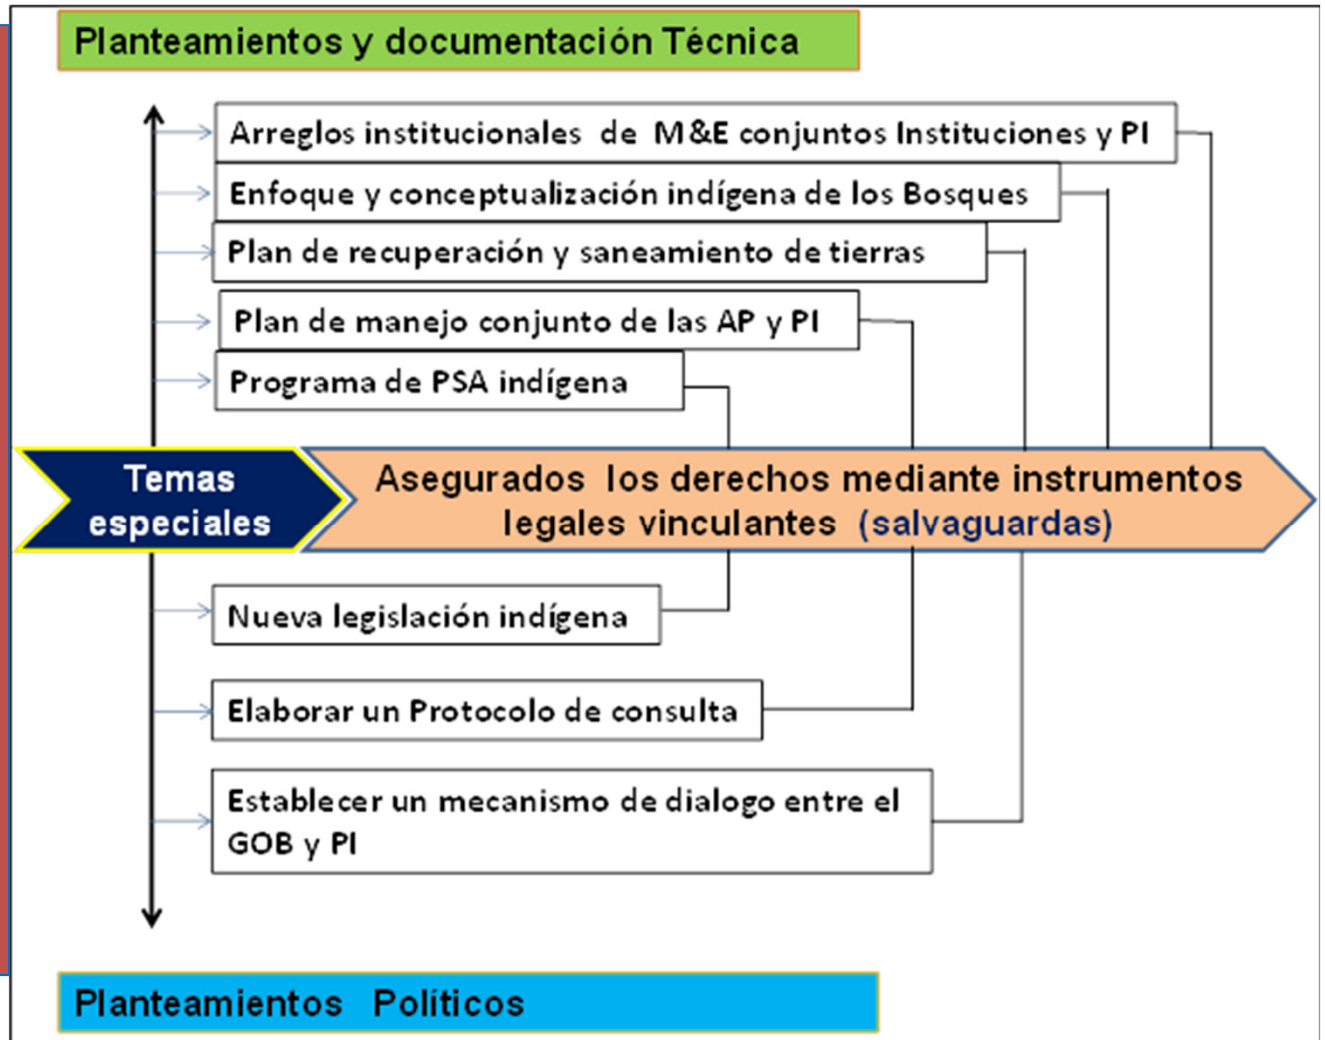 Planteamientos y documentación Técnica
Arreglos institucionales de M&E conjuntos Instituciones y PI
Enfoque y conceptualización indígena de los Bosques
Plan de recuperación y saneamiento de tierras
Plan de manejo conjunto de las AP y PI
Programa de PSA indígena
Temas
especiales
Asegurados los derechos mediante instrumentos
legales vinculantes (salvaguardas)
Nueva legislación indígena
Elaborar un Protocolo de consulta
Establecer un mecanismo de dialogo entre el
GOB y PI
Planteamientos Políticos